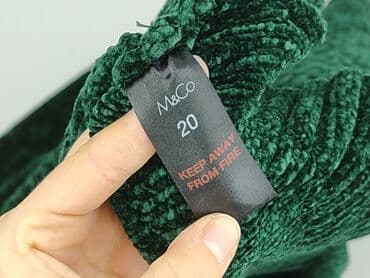 M&Co
20
KEEP AWAY
FROM FIRE